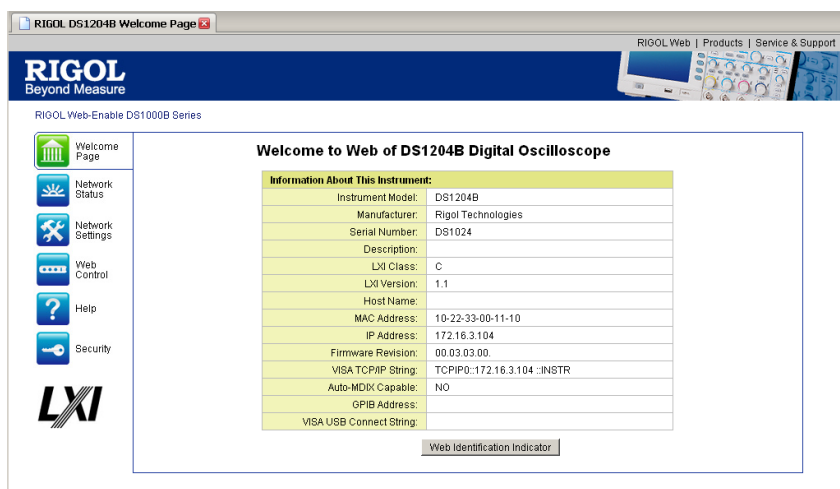 RIGOL DS1204B Welcome Page
RIGOL Web | Products | Service & Support
RIGOL
Beyond Measure
RIGOL Web-Enable DS1000B Series
Welcome Page
Network Status
Network Settings
Web Control
Help
Security
LXI
Welcome to Web of DS1204B Digital Oscilloscope
Information About This Instrument:
Instrument Model: DS1204B
Manufacturer: Rigol Technologies
Serial Number: DS1024
Description:
LXI Class: C
LXI Version: 1.1
Host Name:
MAC Address: 10-22-33-00-11-10
IP Address: 172.16.3.104
Firmware Revision: 00.03.03.00.
VISA TCP/IP String: TCPIP0::172.16.3.104 ::INSTR
Auto-MDIX Capable: NO
GPIB Address:
VISA USB Connect String:
Web Identification Indicator